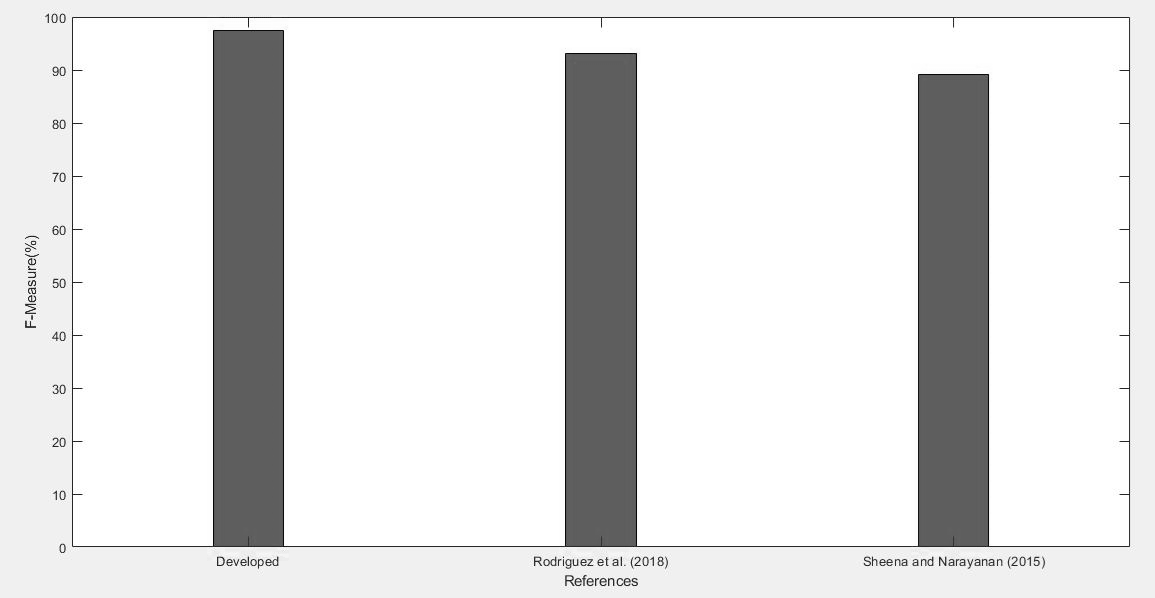 100
90
80
70
60
50
40
30
20
10
0
F-Measure(%)
Developed
Rodriguez et al. (2018)
Sheena and Narayanan (2015)
References